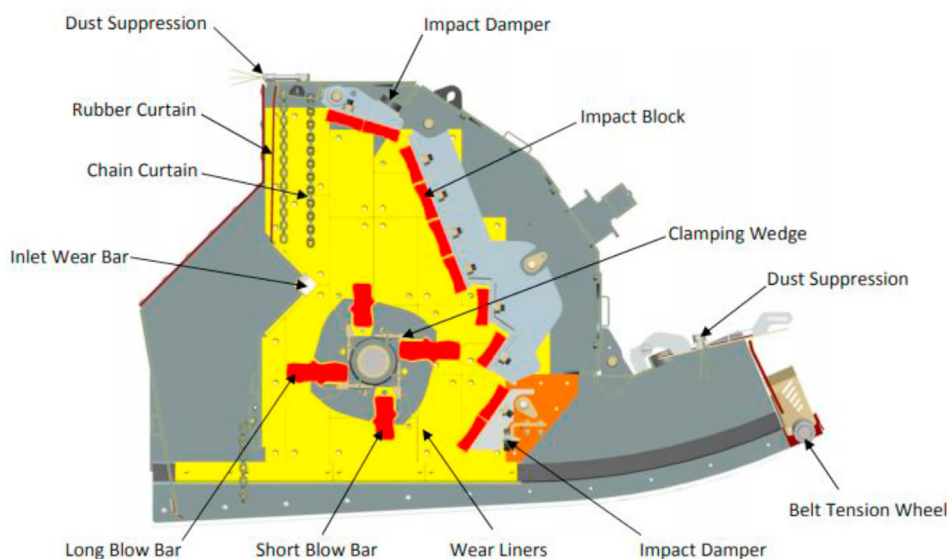 Dust Suppression
Impact Damper
Rubber Curtain
Impact Block
Chain Curtain
Clamping Wedge
Inlet Wear Bar
Dust Suppression
Belt Tension Wheel
Long Blow Bar
Short Blow Bar
Wear Liners
Impact Damper